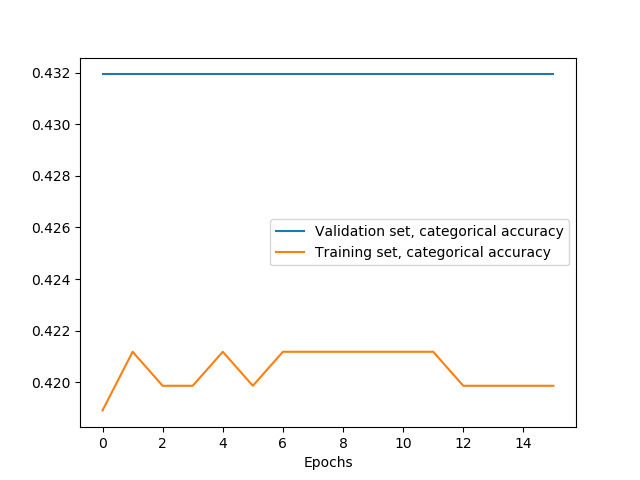 0.432
0.430
0.428
0.426
0.424
0.422
0.420
Validation set, categorical accuracy
Training set, categorical accuracy
0 2 4 6 8 10 12 14
Epochs